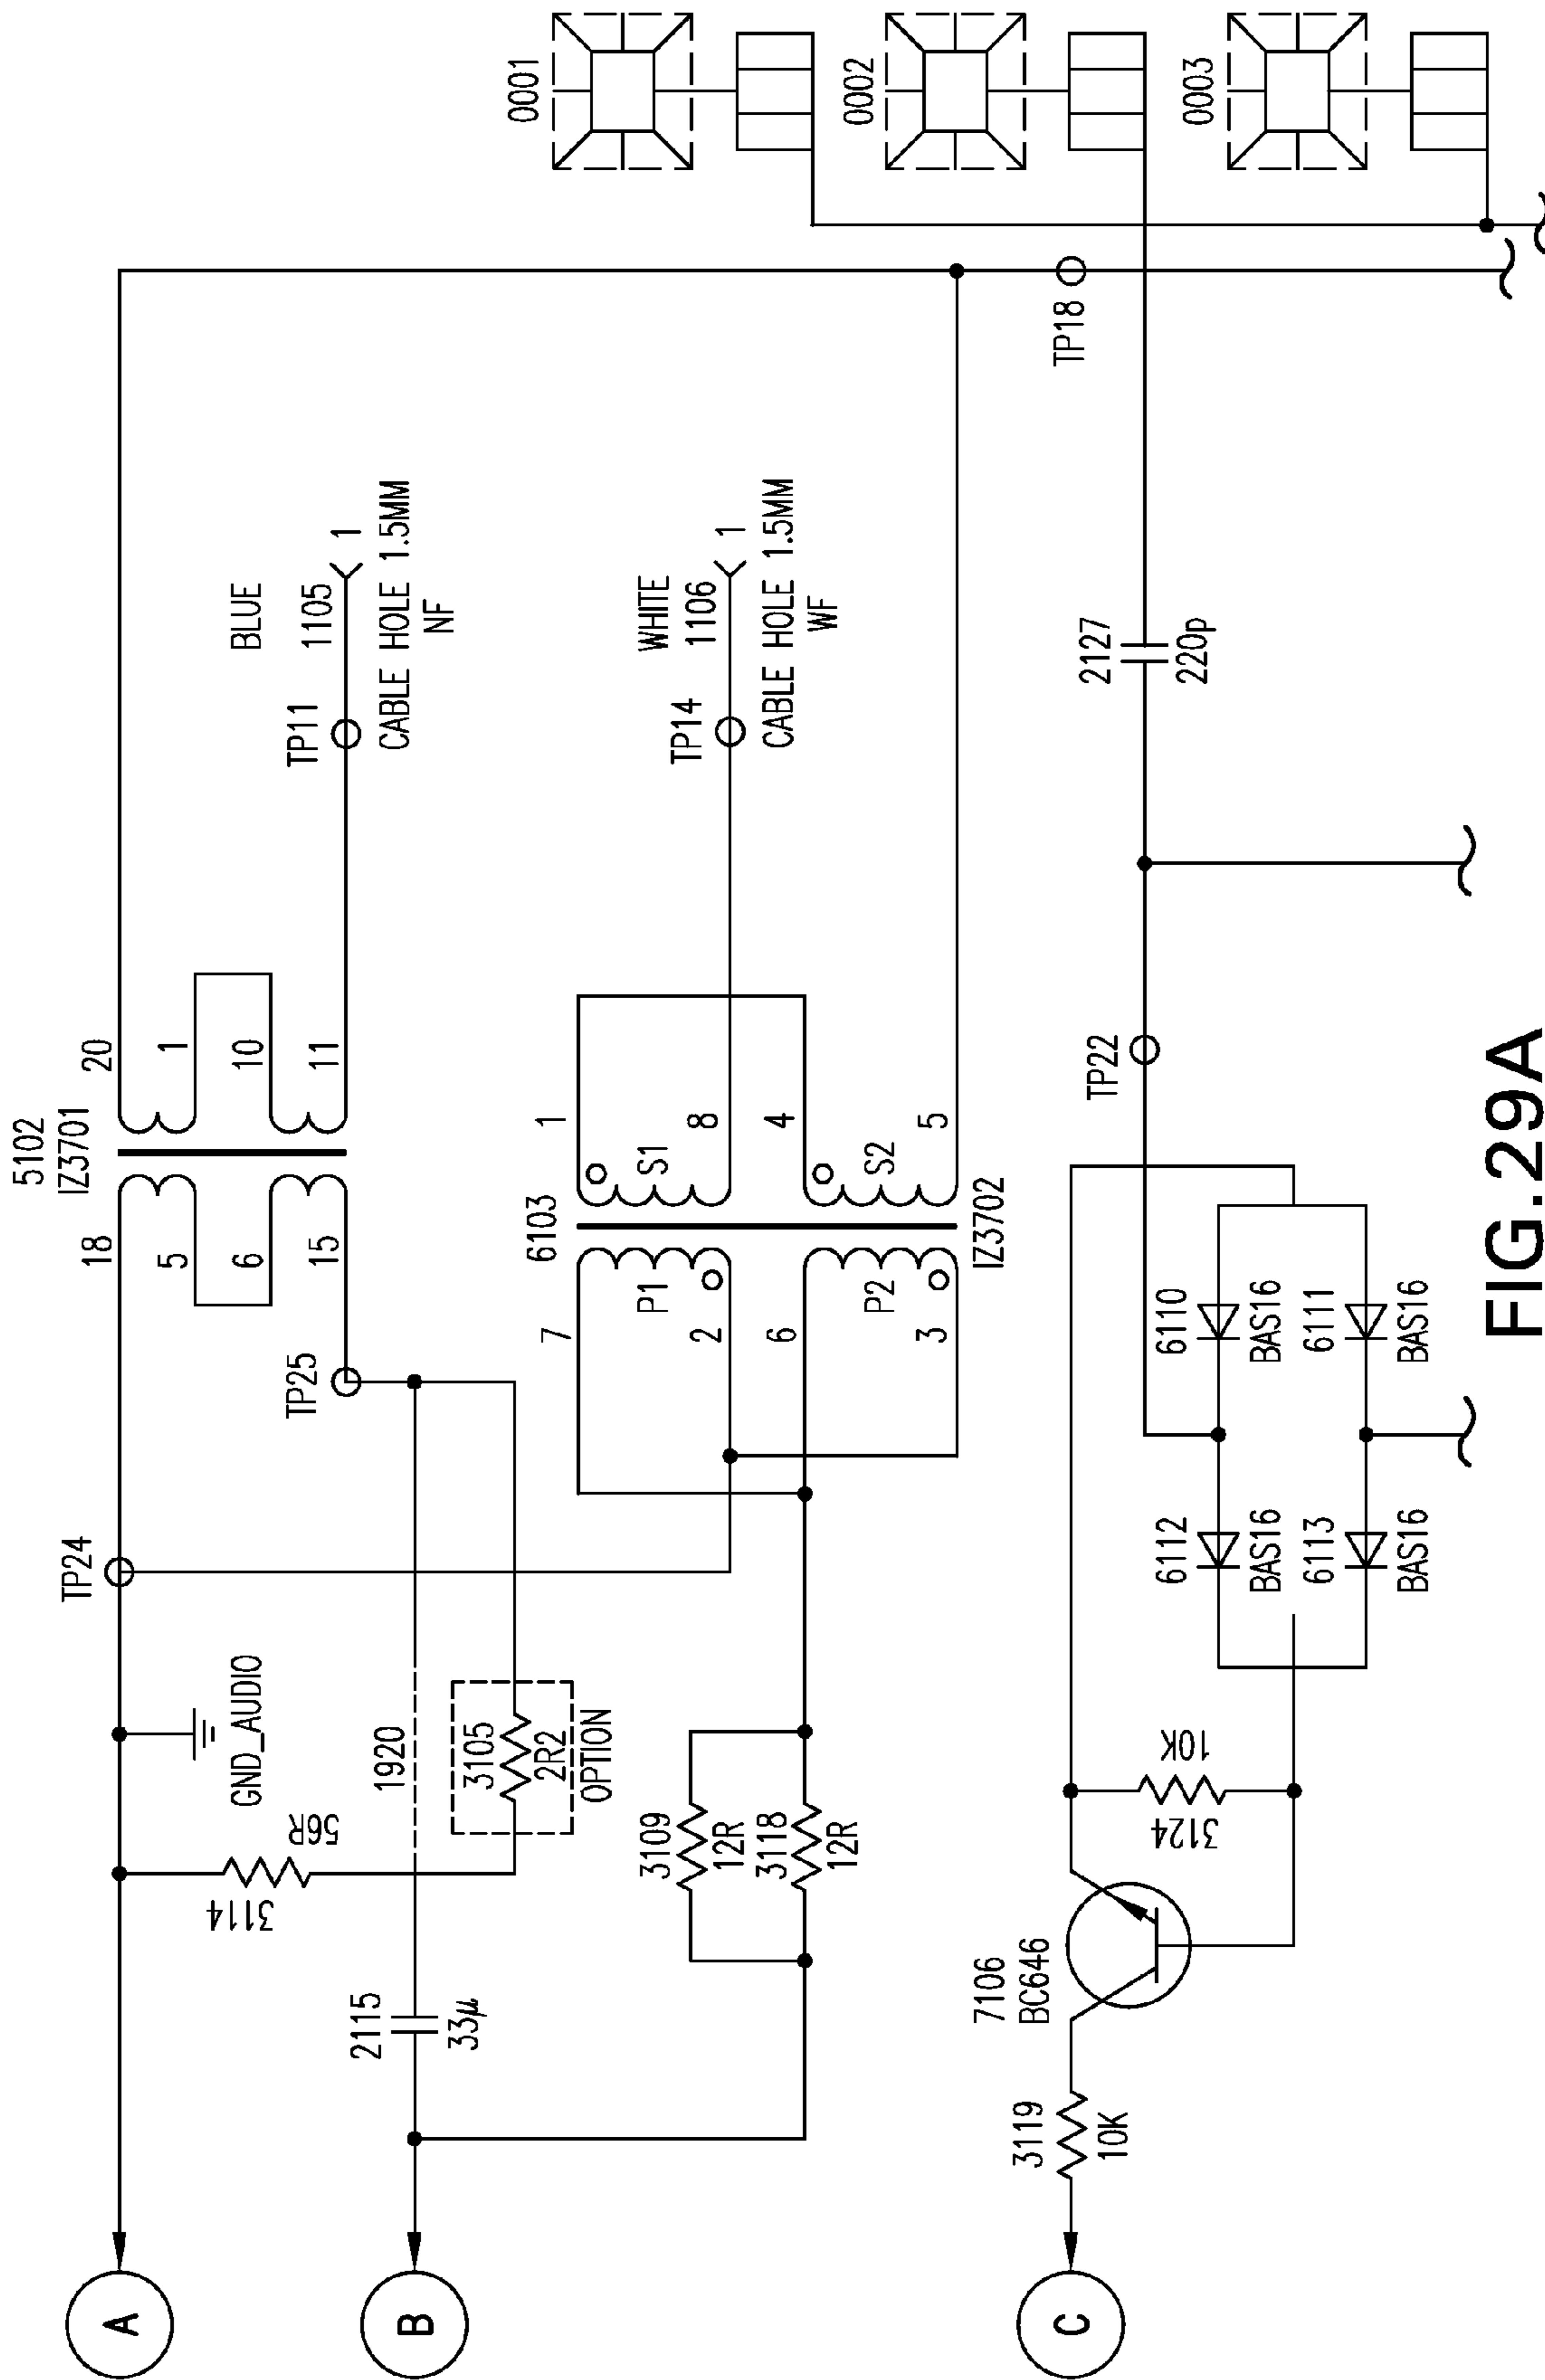 5102
IZ3701
18
20
5
1
6
10
15
11
TP24
TP25
GND_AUDIO
56R
3114
BLUE
1105
1
TP11
CABLE HOLE 1.5MM
NF
0001
2115
33µ
1920
3105
2R2
OPTION
6103
7
1
P1
S1
2
8
6
4
P2
S2
3
5
IZ3702
WHITE
1106
1
TP14
CABLE HOLE 1.5MM
WF
0002
3109
12R
3118
12R
TP18
0003
7106
BC646
3119
10K
3124
10K
2127
220p
TP22
6112
BAS16
6110
BAS16
6113
BAS16
6111
BAS16
A
B
C
FIG.29A